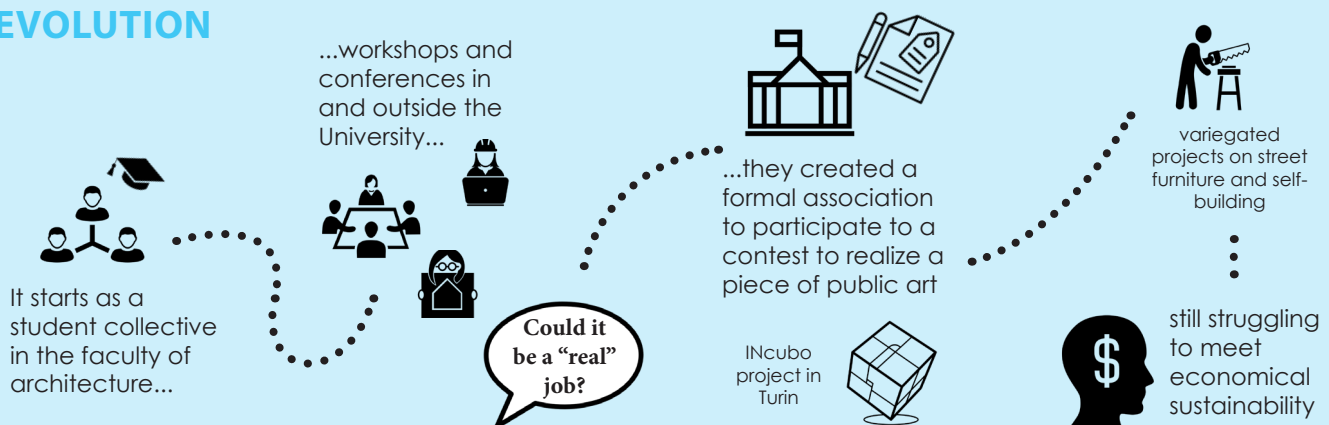 EVOLUTION
It starts as a
student collective
in the faculty of
architecture...
...workshops and
conferences in
and outside the
University...
Could it
be a “real”
job?
...they created a
formal association
to participate to a
contest to realize a
piece of public art
INcubo
project in
Turin
variegated
projects on street
furniture and self-
building
$
still struggling
to meet
economical
sustainability